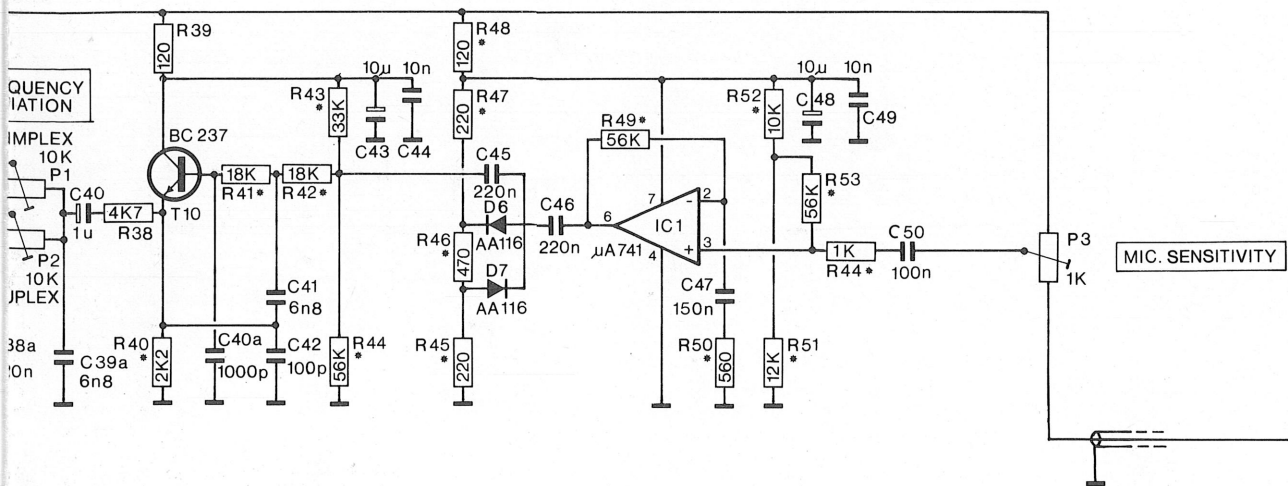 R39
120
R48
*
120
10µ
10n
10µ
10n
QUENCY
IATION
R43
*
33K
R47
*
220
R52
*
10K
C48
C49
R49*
56K
IMPLEX
10K
P1
BC 237
C43
C44
C40
1u
4K7
R38
T10
18K
R41*
18K
R42*
C45
220n
D6
AA116
C46
220n
6
7
2
-
IC1
µA741
4
3
+
R53
*
56K
1K
R44*
C50
100n
P3
1K
MIC. SENSITIVITY
P2
10K
UPLEX
R46
*
470
D7
AA116
C41
6n8
C47
150n
38a
0n
C39a
6n8
R40
*
2K2
C40a
1000p
C42
100p
R44
*
56K
R45
*
220
R50
*
560
R51
*
12K